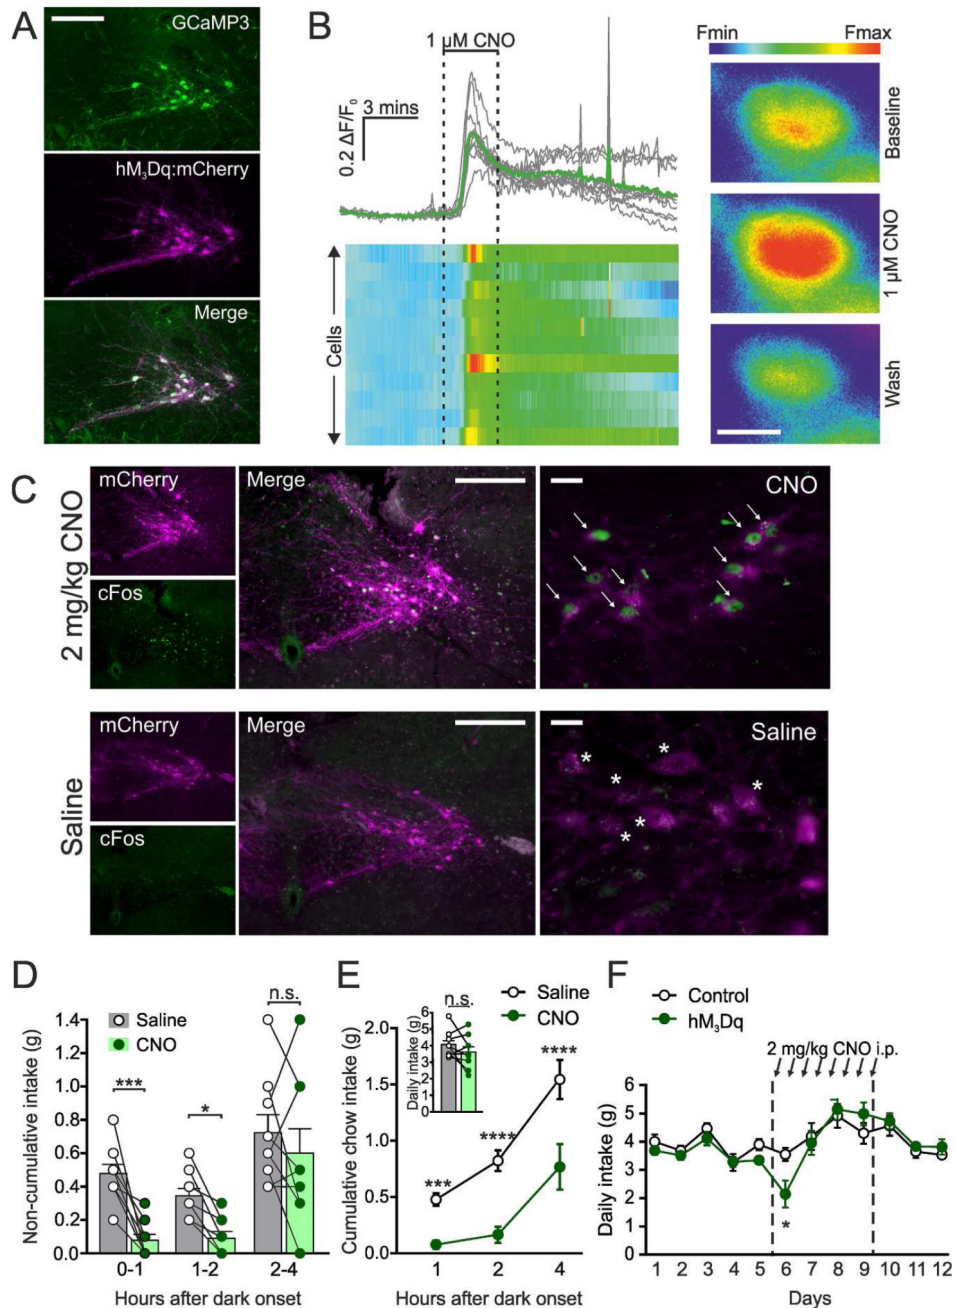 A
GCaMP3
hM₃Dq:mCherry
Merge
B
1 µM CNO
3 mins
0.2 ΔF/F₀
Cells
Fmin Fmax
Baseline
1 µM CNO
Wash
C
2 mg/kg CNO
mCherry
cFos
Merge
CNO
Saline
mCherry
cFos
Merge
Saline
* * * * * *
D
n.s.
Saline
CNO
***
*
Non-cumulative intake (g)
1.4
1.2
1.0
0.8
0.6
0.4
0.2
0.0
0-1 1-2 2-4
Hours after dark onset
E
Saline
CNO
n.s.
Daily intake (g)
6
5
4
3
2
1
0
Cumulative chow intake (g)
2.0
1.5
1.0
0.5
0.0
***
****
****
1 2 4
Hours after dark onset
F
Control
hM₃Dq
2 mg/kg CNO i.p.
Daily intake (g)
6
5
4
3
2
1
0
*
1 2 3 4 5 6 7 8 9 10 11 12
Days